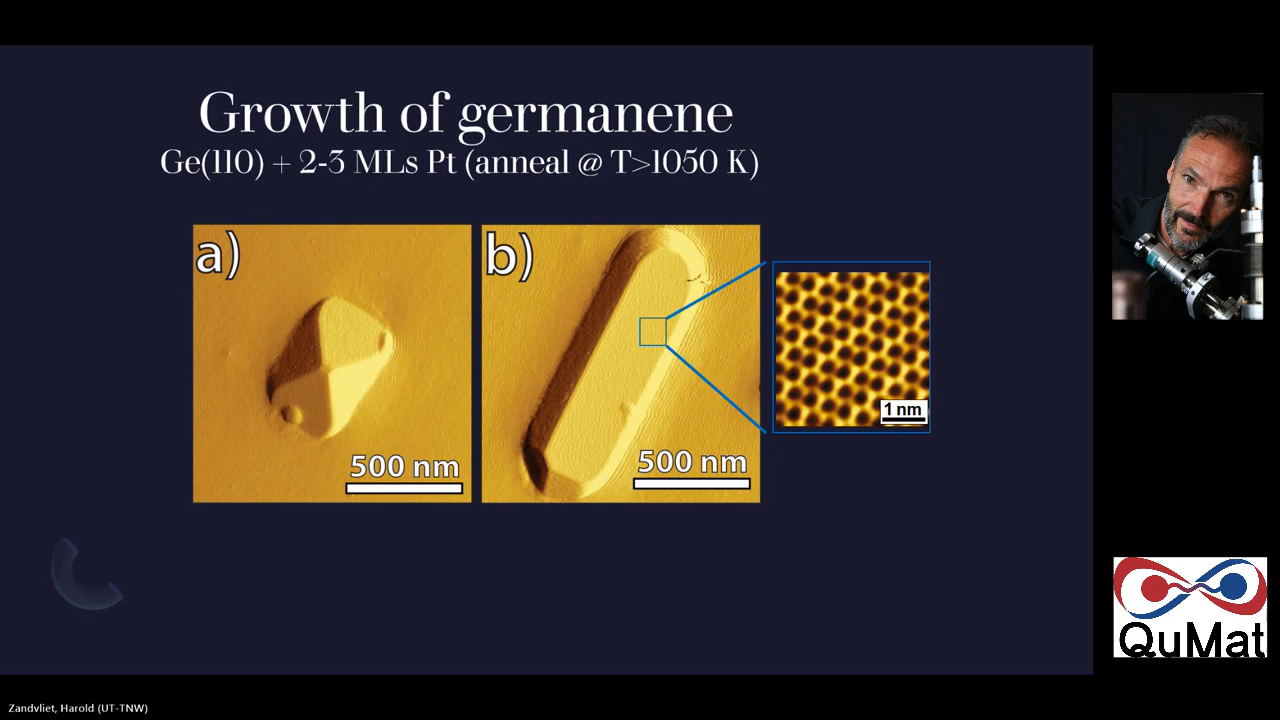 Growth of germanene
Ge(110) + 2-3 MLs Pt (anneal @ T>1050 K)
a)
500 nm
b)
500 nm
1 nm
QuMat
Zandvliet, Harold (UT-TNW)